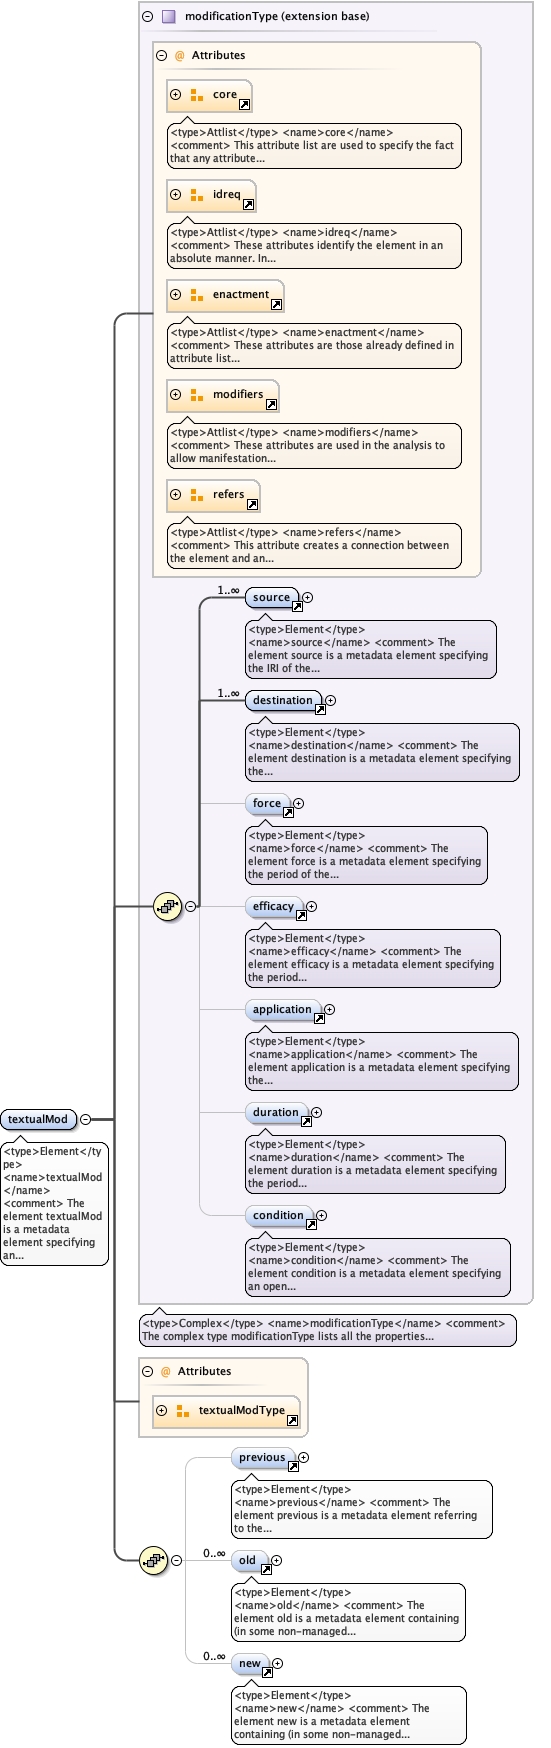 modificationType (extension base)
@ Attributes
core
<type>Attlist</type> <name>core</name>
<comment> This attribute list are used to specify the fact
that any attribute...
idreq
<type>Attlist</type> <name>idreq</name>
<comment> These attributes identify the element in an
absolute manner. In...
enactment
<type>Attlist</type> <name>enactment</name>
<comment> These attributes are those already defined in
attribute list...
modifiers
<type>Attlist</type> <name>modifiers</name>
<comment> These attributes are used in the analysis to
allow manifestation...
refers
<type>Attlist</type> <name>refers</name>
<comment> This attribute creates a connection between
the element and an...
1..∞
source
<type>Element</type>
<name>source</name> <comment> The
element source is a metadata element specifying
the IRI of the...
1..∞
destination
<type>Element</type>
<name>destination</name> <comment> The
element destination is a metadata element specifying
the...
force
<type>Element</type>
<name>force</name> <comment> The
element force is a metadata element specifying
the period of the...
efficacy
<type>Element</type>
<name>efficacy</name> <comment> The
element efficacy is a metadata element specifying
the period...
application
<type>Element</type>
<name>application</name> <comment> The
element application is a metadata element specifying
the...
duration
<type>Element</type>
<name>duration</name> <comment> The
element duration is a metadata element specifying
the period...
condition
<type>Element</type>
<name>condition</name> <comment> The
element condition is a metadata element specifying
an open...
textualMod
<type>Element</ty
pe>
<name>textualMod
</name>
<comment> The
element textualMod
is a metadata
element specifying
an...
<type>Complex</type> <name>modificationType</name> <comment>
The complex type modificationType lists all the properties...
@ Attributes
textualModType
previous
<type>Element</type>
<name>previous</name> <comment> The
element previous is a metadata element referring
to the...
0..∞
old
<type>Element</type>
<name>old</name> <comment> The
element old is a metadata element containing
(in some non-managed...
0..∞
new
<type>Element</type>
<name>new</name> <comment> The
element new is a metadata element
containing (in some non-managed...